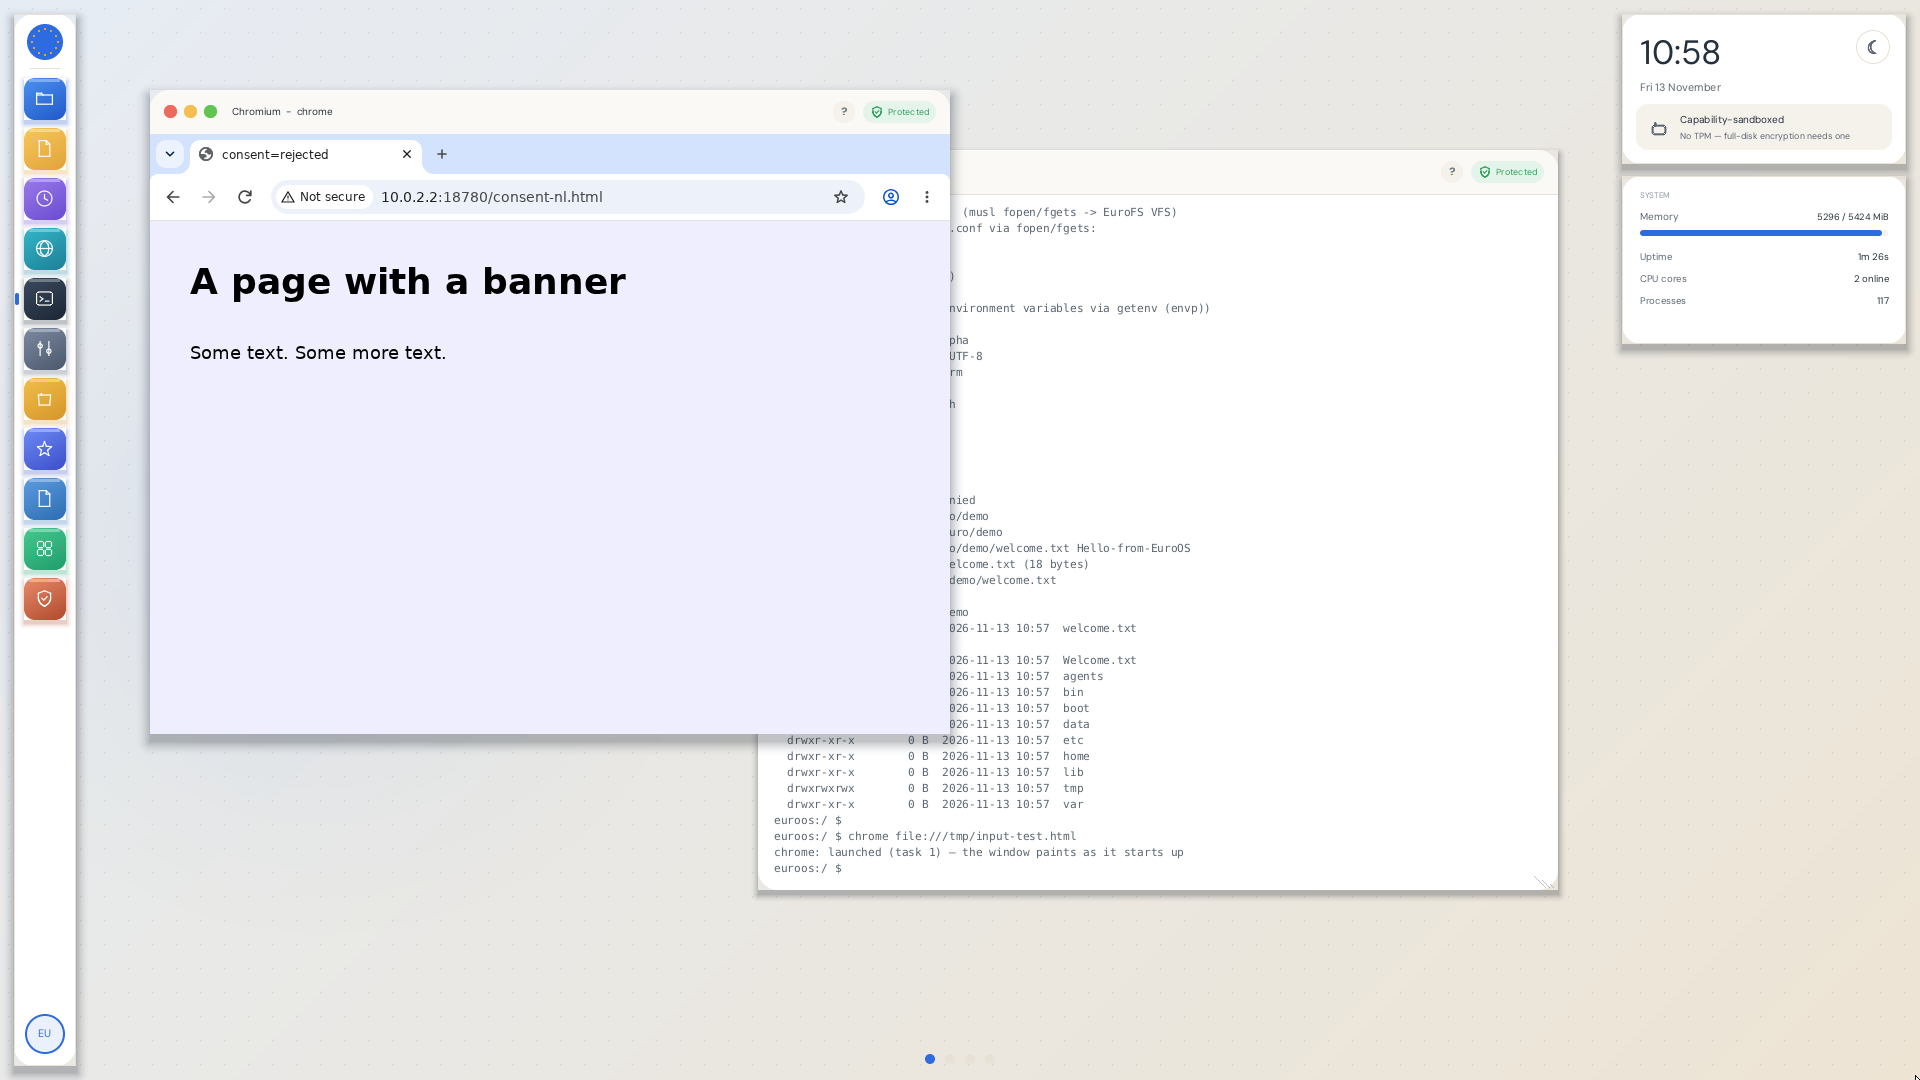 Chromium - chrome
?
Protected
consent=rejected
Not secure
10.0.2.2:18780/consent-nl.html
A page with a banner
Some text. Some more text.
?
Protected
(musl fopen/fgets -> EuroFS VFS)
.conf via fopen/fgets:
)
nvironment variables via getenv (envp))
pha
UTF-8
rm
h
nied
o/demo
uro/demo
o/demo/welcome.txt Hello-from-EuroOS
elcome.txt (18 bytes)
demo/welcome.txt
emo
026-11-13 10:57 welcome.txt
026-11-13 10:57 Welcome.txt
026-11-13 10:57 agents
026-11-13 10:57 bin
026-11-13 10:57 boot
026-11-13 10:57 data
drwxr-xr-x 0 B 2026-11-13 10:57 etc
drwxr-xr-x 0 B 2026-11-13 10:57 home
drwxr-xr-x 0 B 2026-11-13 10:57 lib
drwxrwxrwx 0 B 2026-11-13 10:57 tmp
drwxr-xr-x 0 B 2026-11-13 10:57 var
euroos:/ $
euroos:/ $ chrome file:///tmp/input-test.html
chrome: launched (task 1) — the window paints as it starts up
euroos:/ $
10:58
Fri 13 November
Capability-sandboxed
No TPM — full-disk encryption needs one
SYSTEM
Memory 5296 / 5424 MiB
Uptime 1m 26s
CPU cores 2 online
Processes 117
EU